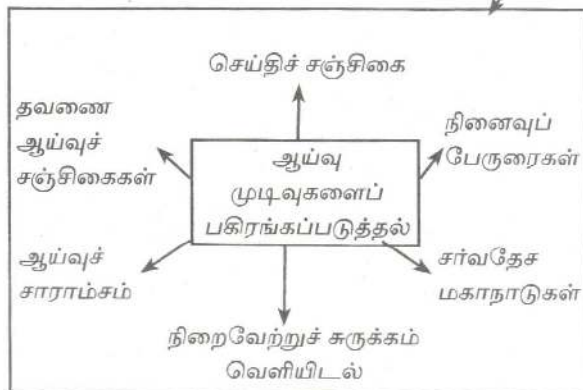 செய்திச் சஞ்சிகை
தவணை
ஆய்வுச்
சஞ்சிகைகள்
நினைவுப்
பேருரைகள்
ஆய்வு
முடிவுகளைப்
பகிரங்கப்படுத்தல்
ஆய்வுச்
சாராம்சம்
சர்வதேச
மகாநாடுகள்
நிறைவேற்றுச் சுருக்கம்
வெளியிடல்